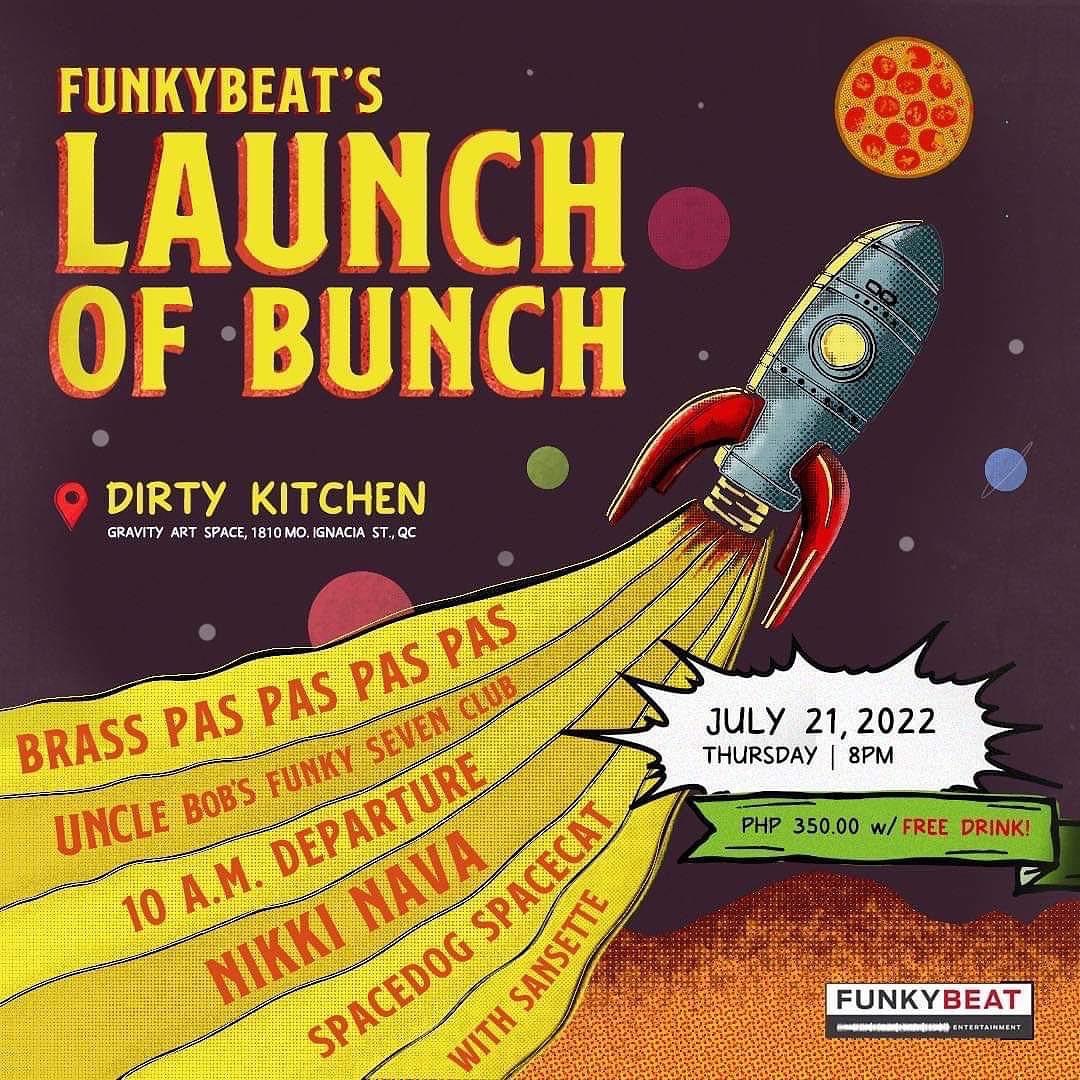 FUNKYBEAT'S
LAUNCH
OF BUNCH
DIRTY KITCHEN
GRAVITY ART SPACE, 1810 MO. IGNACIA ST., QC
BRASS PAS PAS PAS PAS
UNCLE BOB'S FUNKY SEVEN CLUB
10 A.M. DEPARTURE
NIKKI NAVA
SPACEDOG SPACECAT
WITH SANSETTE
JULY 21, 2022
THURSDAY | 8PM
PHP 350.00 w/ FREE DRINK!
FUNKYBEAT
ENTERTAINMENT